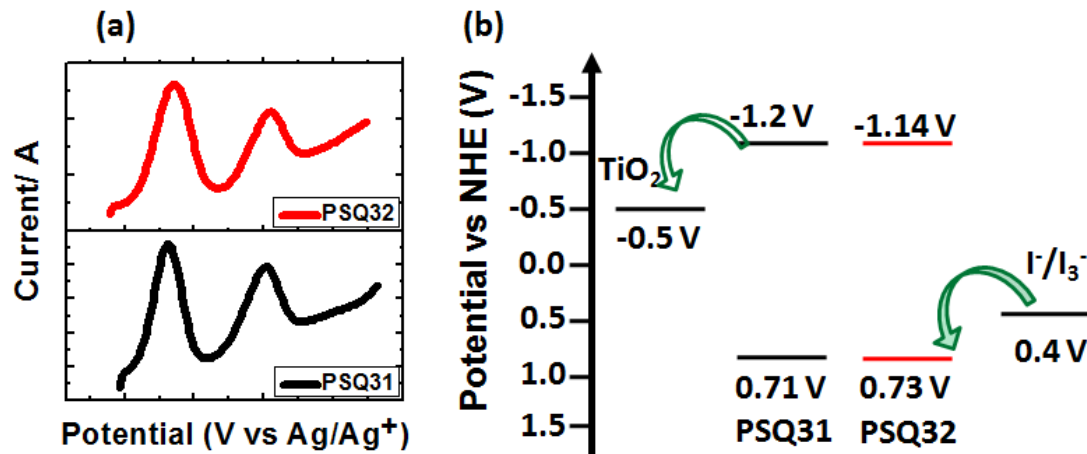 (a)
Current/ A
PSQ32
PSQ31
Potential (V vs Ag/Ag⁺)
(b)
Potential vs NHE (V)
-1.5
-1.0
-0.5
0.0
0.5
1.0
1.5
TiO₂
-0.5 V
-1.2 V
-1.14 V
I⁻/I₃⁻
0.4 V
0.71 V
0.73 V
PSQ31
PSQ32